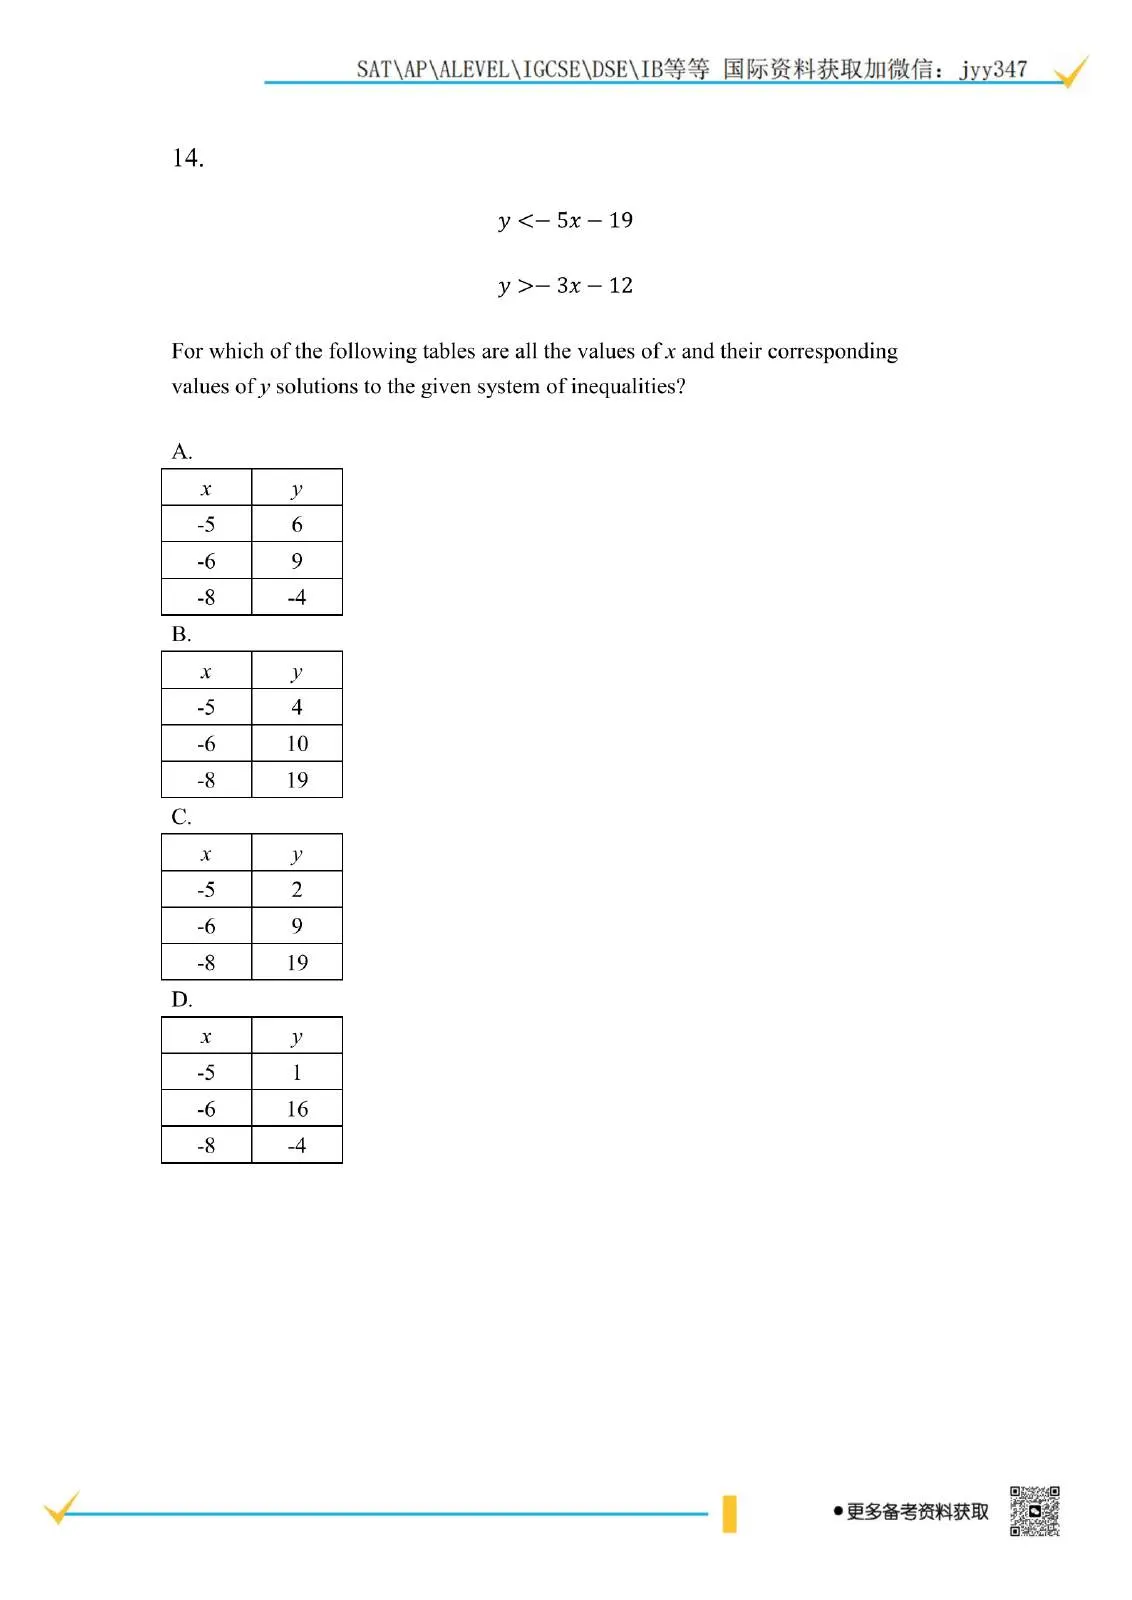 SAT\AP\ALEVEL\IGCSE\DSE\IB等等 国际资料获取加微信：jyy347
14.
y <− 5x − 19
y >− 3x − 12
For which of the following tables are all the values of x and their corresponding
values of y solutions to the given system of inequalities?
A.
x y
-5 6
-6 9
-8 -4
B.
x y
-5 4
-6 10
-8 19
C.
x y
-5 2
-6 9
-8 19
D.
x y
-5 1
-6 16
-8 -4
●更多备考资料获取